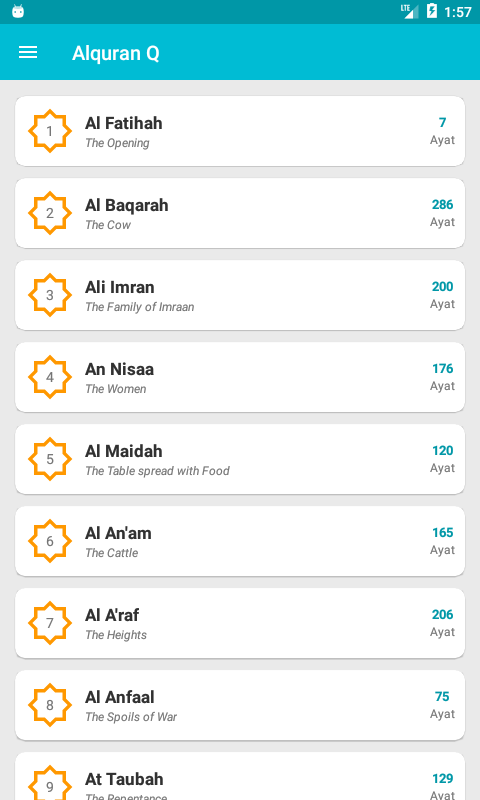 LTE 1:57
Alquran Q
1 Al Fatihah 7
The Opening Ayat
2 Al Baqarah 286
The Cow Ayat
3 Ali Imran 200
The Family of Imraan Ayat
4 An Nisaa 176
The Women Ayat
5 Al Maidah 120
The Table spread with Food Ayat
6 Al An'am 165
The Cattle Ayat
7 Al A'raf 206
The Heights Ayat
8 Al Anfaal 75
The Spoils of War Ayat
9 At Taubah 129
The Repentance Ayat